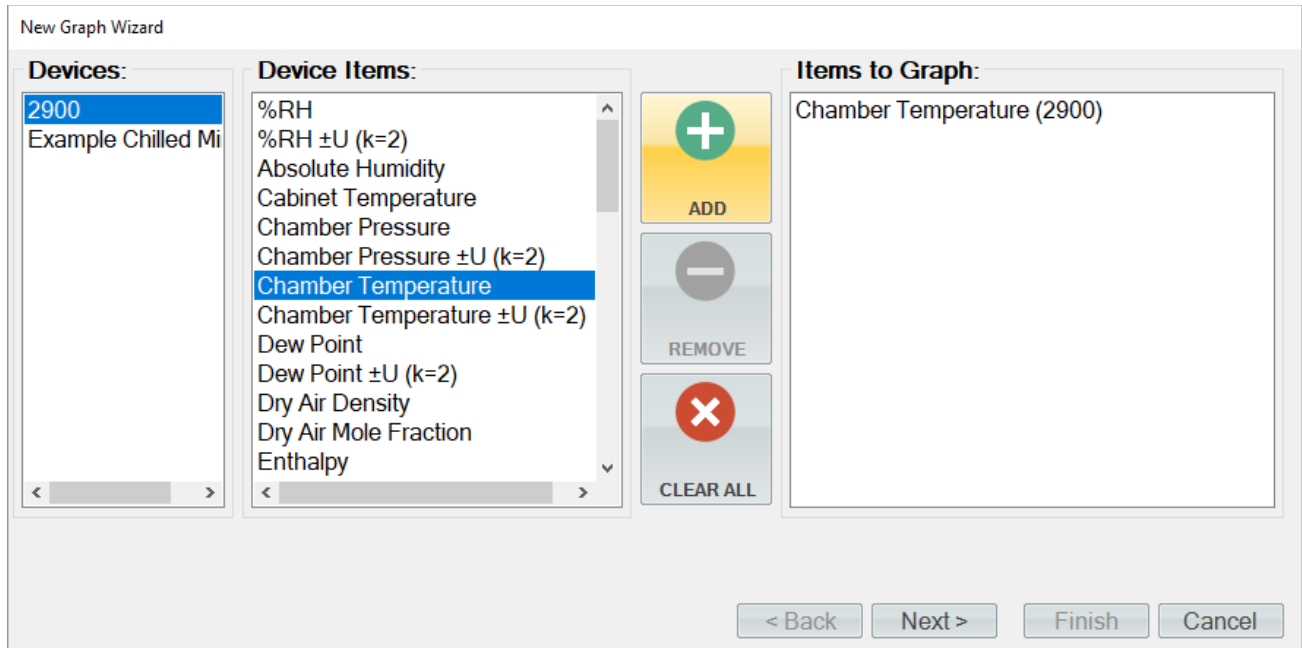 New Graph Wizard
Devices:
2900
Example Chilled Mi
Device Items:
%RH
%RH ±U (k=2)
Absolute Humidity
Cabinet Temperature
Chamber Pressure
Chamber Pressure ±U (k=2)
Chamber Temperature
Chamber Temperature ±U (k=2)
Dew Point
Dew Point ±U (k=2)
Dry Air Density
Dry Air Mole Fraction
Enthalpy
ADD
REMOVE
CLEAR ALL
Items to Graph:
Chamber Temperature (2900)
< Back
Next >
Finish
Cancel